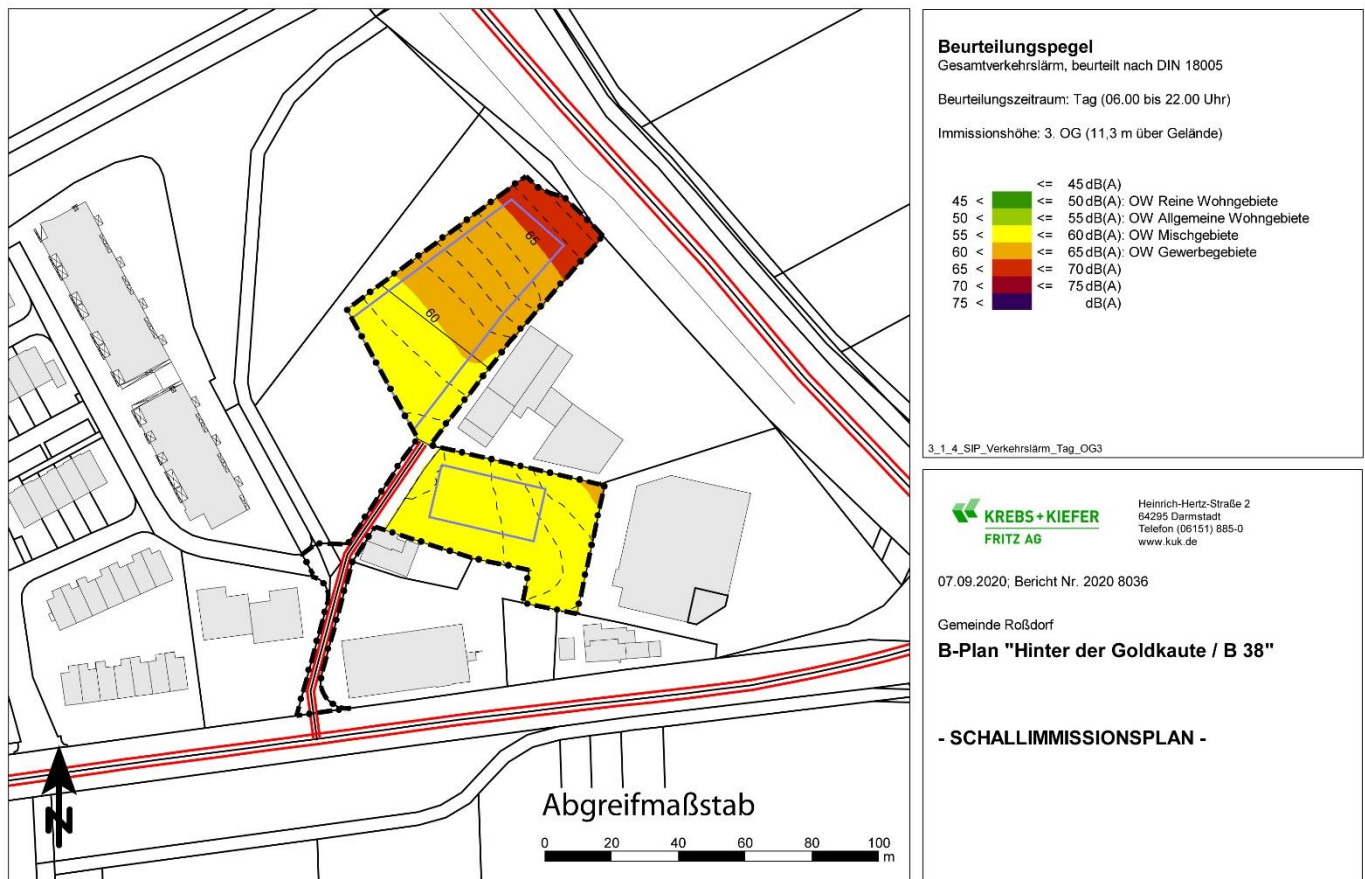 65
60
N
Abgreifmaßstab
0 20 40 60 80 100
m
Beurteilungspegel
Gesamtverkehrslärm, beurteilt nach DIN 18005
Beurteilungszeitraum: Tag (06.00 bis 22.00 Uhr)
Immissionshöhe: 3. OG (11,3 m über Gelände)
<= 45 dB(A)
45 < <= 50 dB(A): OW Reine Wohngebiete
50 < <= 55 dB(A): OW Allgemeine Wohngebiete
55 < <= 60 dB(A): OW Mischgebiete
60 < <= 65 dB(A): OW Gewerbegebiete
65 < <= 70 dB(A)
70 < <= 75 dB(A)
75 < dB(A)
3_1_4_SIP_Verkehrslärm_Tag_OG3
KREBS+KIEFER
FRITZ AG
Heinrich-Hertz-Straße 2
64295 Darmstadt
Telefon (06151) 885-0
www.kuk.de
07.09.2020; Bericht Nr. 2020 8036
Gemeinde Roßdorf
B-Plan "Hinter der Goldkaute / B 38"
- SCHALLIMMISSIONSPLAN -